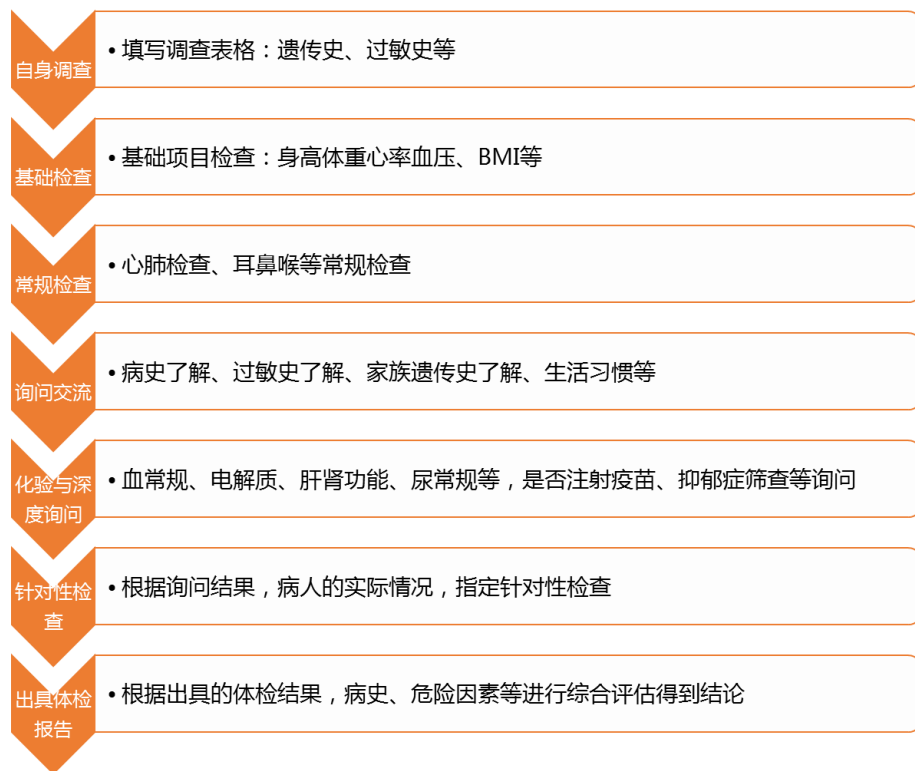 自身调查
• 填写调查表格：遗传史、过敏史等
基础检查
• 基础项目检查：身高体重心率血压、BMI等
常规检查
• 心肺检查、耳鼻喉等常规检查
询问交流
• 病史了解、过敏史了解、家族遗传史了解、生活习惯等
化验与深
度询问
• 血常规、电解质、肝肾功能、尿常规等，是否注射疫苗、抑郁症筛查等询问
针对性检
查
• 根据询问结果，病人的实际情况，指定针对性检查
出具体检
报告
• 根据出具的体检结果，病史、危险因素等进行综合评估得到结论